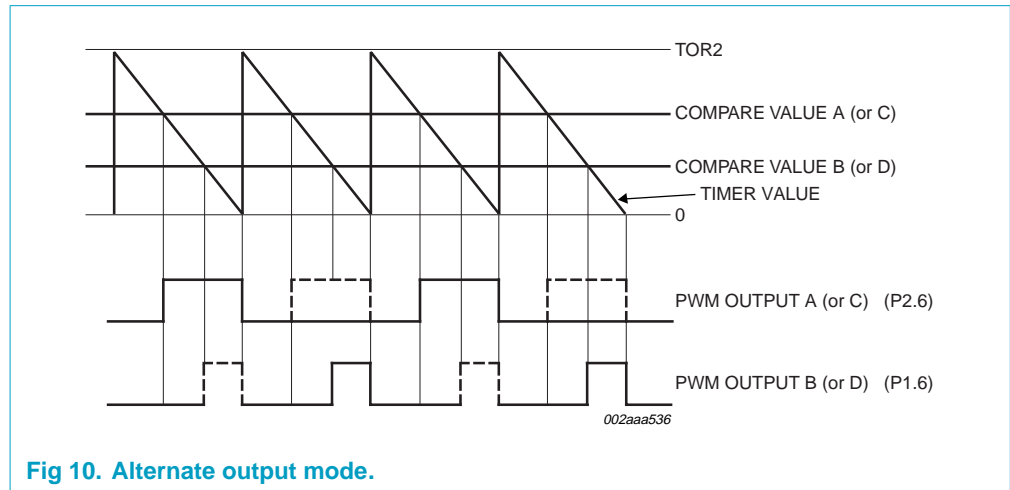 TOR2
COMPARE VALUE A (or C)
COMPARE VALUE B (or D)
TIMER VALUE
0
PWM OUTPUT A (or C) (P2.6)
PWM OUTPUT B (or D) (P1.6)
002aaa536
Fig 10. Alternate output mode.